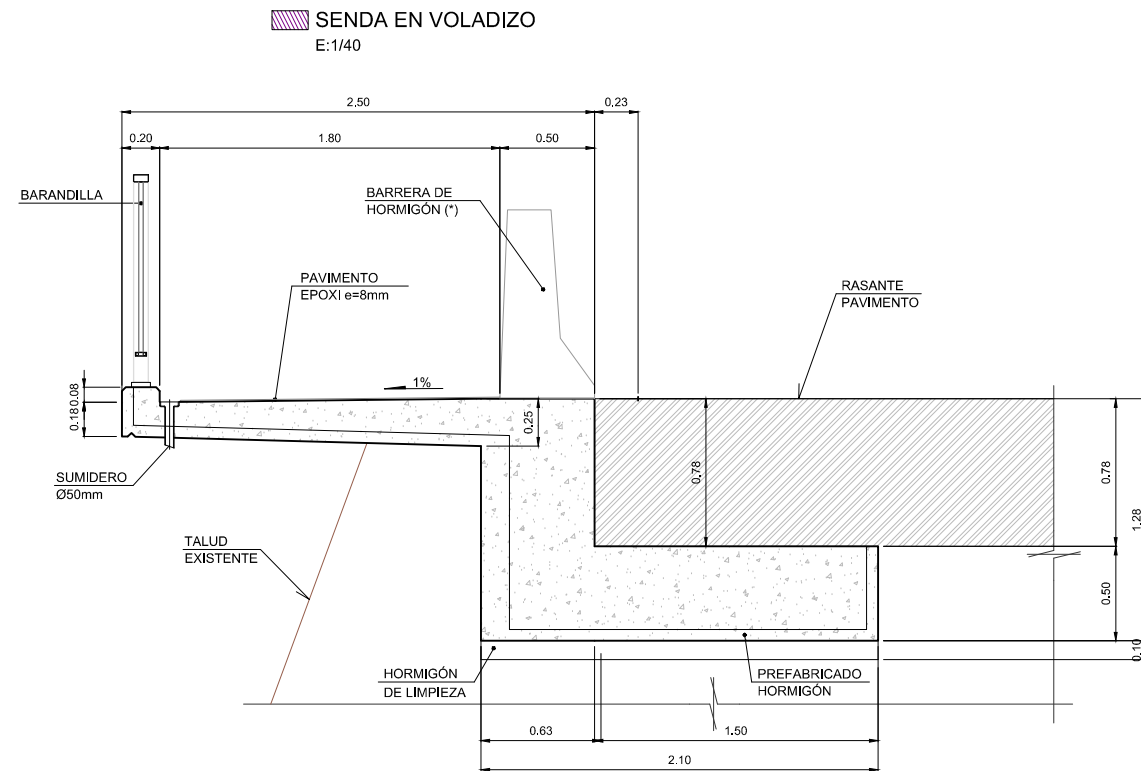 SENDA EN VOLADIZO
E:1/40
2.50
0.23
0.20
1.80
0.50
BARANDILLA
BARRERA DE
HORMIGÓN (*)
PAVIMENTO
EPOXI e=8mm
RASANTE
PAVIMENTO
1%
0.08
0.18
0.25
0.78
0.78
1.28
SUMIDERO
Ø50mm
TALUD
EXISTENTE
0.50
0.10
HORMIGÓN
DE LIMPIEZA
PREFABRICADO
HORMIGÓN
0.63
1.50
2.10